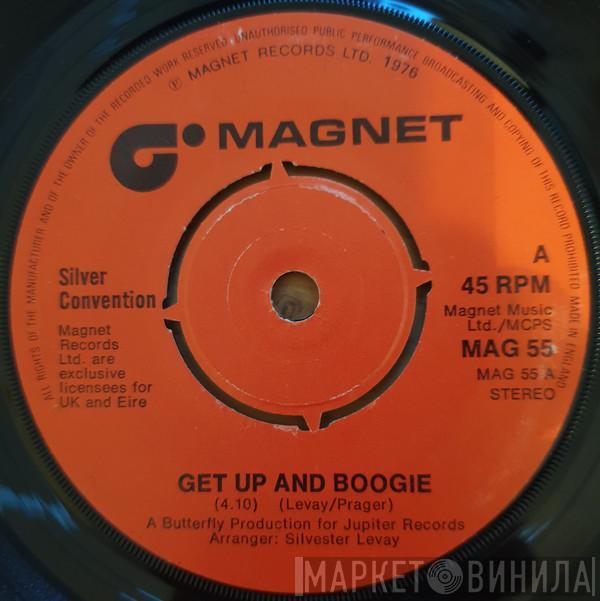 ALL RIGHTS OF THE MANUFACTURER AND OF THE OWNER OF THE RECORDED WORK RESERVED. UNAUTHORISED PUBLIC PERFORMANCE BROADCASTING AND COPYING OF THIS RECORD PROHIBITED MADE IN ENGLAND
℗ MAGNET RECORDS LTD. 1976
MAGNET
A
45 RPM
Magnet Music
Ltd./MCPS
MAG 55
MAG 55 A
STEREO
Silver
Convention
Magnet
Records
Ltd. are
exclusive
licensees for
UK and Eire
GET UP AND BOOGIE
(4.10) (Levay/Prager)
A Butterfly Production for Jupiter Records
Arranger: Silvester Levay
МАРКЕТ ВИНИЛА